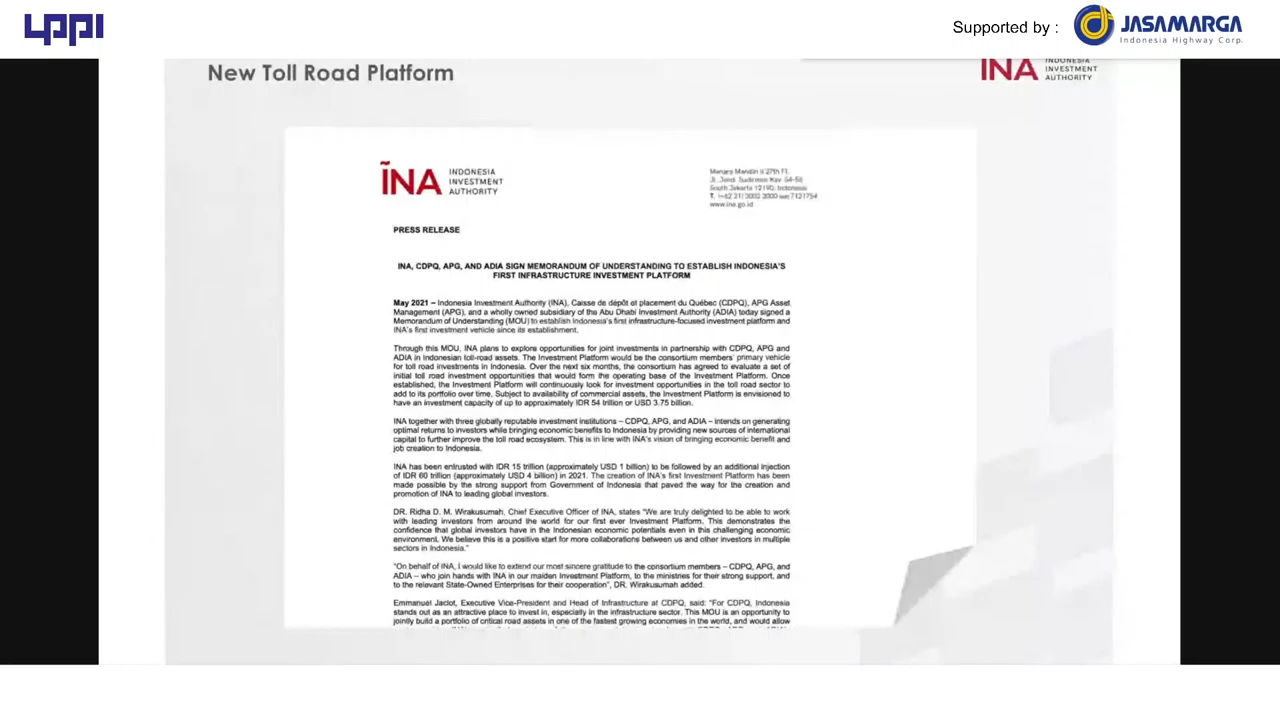 LPPI
Supported by :
JASAMARGA
Indonesia Highway Corp.
New Toll Road Platform
INA
INDONESIA
INVESTMENT
AUTHORITY
INA
INDONESIA
INVESTMENT
AUTHORITY
Menara Mandiri II 27th Fl.
Jl. Jend. Sudirman Kav. 54-55
South Jakarta 12190, Indonesia
www.ina.go.id
PRESS RELEASE
INA, CDPQ, APG, AND ADIA SIGN MEMORANDUM OF UNDERSTANDING TO ESTABLISH INDONESIA'S
FIRST INFRASTRUCTURE INVESTMENT PLATFORM
May 2021 – Indonesia Investment Authority (INA), Caisse de dépôt et placement du Québec (CDPQ), APG Asset
Management (APG), and a wholly owned subsidiary of the Abu Dhabi Investment Authority (ADIA) today signed a
Memorandum of Understanding (MOU) to establish Indonesia's first infrastructure-focused investment platform and
INA's first investment vehicle since its establishment.
Through this MOU, INA plans to explore opportunities for joint investments in partnership with CDPQ, APG and
ADIA in Indonesian toll-road assets. The Investment Platform would be the consortium members' primary vehicle
for toll road investments in Indonesia. Over the next six months, the consortium has agreed to evaluate a set of
initial toll road investment opportunities that would form the operating base of the Investment Platform. Once
established, the Investment Platform will continuously look for investment opportunities in the toll road sector to
add to its portfolio over time. Subject to availability of commercial assets, the Investment Platform is envisioned to
have an investment capacity of up to approximately IDR 54 trillion or USD 3.75 billion.
INA together with three globally reputable investment institutions – CDPQ, APG, and ADIA – intends on generating
optimal returns to investors while bringing economic benefits to Indonesia by providing new sources of international
capital to further improve the toll road ecosystem. This is in line with INA's vision of bringing economic benefit and
job creation to Indonesia.
INA has been entrusted with IDR 15 trillion (approximately USD 1 billion) to be followed by an additional injection
of IDR 60 trillion (approximately USD 4 billion) in 2021. The creation of INA's first Investment Platform has been
made possible by the strong support from Government of Indonesia that paved the way for the creation and
promotion of INA to leading global investors.
DR. Ridha D. M. Wirakusumah, Chief Executive Officer of INA, states "We are truly delighted to be able to work
with leading investors from around the world for our first ever Investment Platform. This demonstrates the
confidence that global investors have in the Indonesian economic potentials even in this challenging economic
environment. We believe this is a positive start for more collaborations between us and other investors in multiple
sectors in Indonesia."
"On behalf of INA, I would like to extend our most sincere gratitude to the consortium members – CDPQ, APG, and
ADIA – who join hands with INA in our maiden Investment Platform, to the ministries for their strong support, and
to the relevant State-Owned Enterprises for their cooperation", DR. Wirakusumah added.
Emmanuel Jaclot, Executive Vice-President and Head of Infrastructure at CDPQ, said: "For CDPQ, Indonesia
stands out as an attractive place to invest in, especially in the infrastructure sector. This MOU is an opportunity to
jointly build a portfolio of critical road assets in one of the fastest growing economies in the world, and would allow